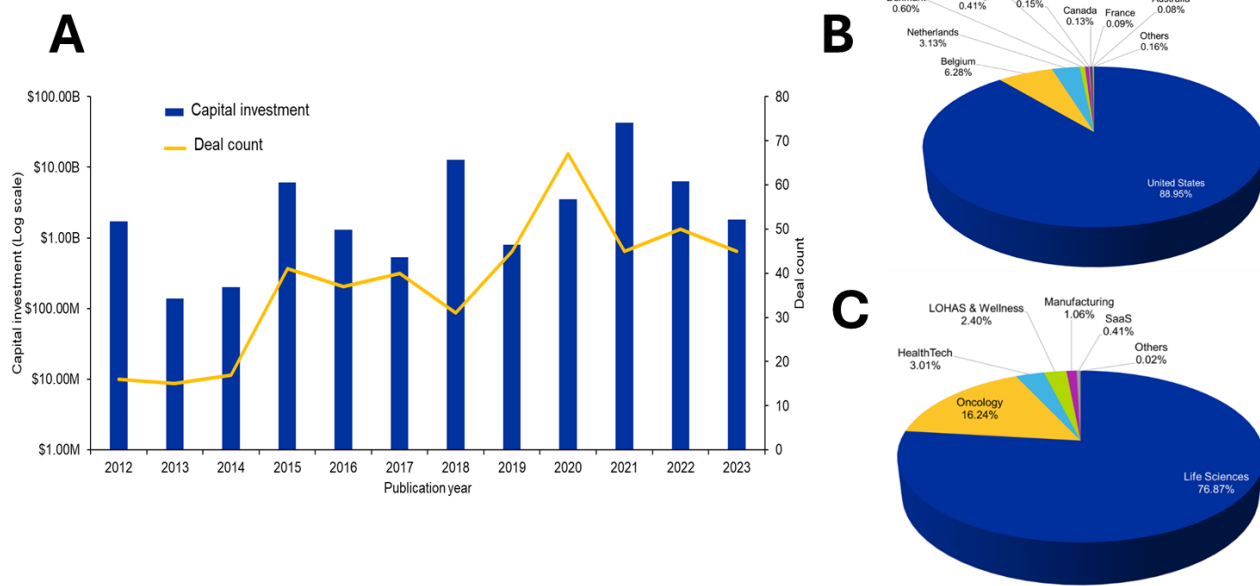 A
$100.00B
$10.00B
$1.00B
$100.00M
$10.00M
$1.00M
Capital investment (Log scale)
Capital investment
Deal count
80
70
60
50
40
30
20
10
0
Deal count
2012 2013 2014 2015 2016 2017 2018 2019 2020 2021 2022 2023
Publication year
B
0.60%
0.41%
0.15%
Canada
0.13%
France
0.09%
0.08%
Others
0.16%
Netherlands
3.13%
Belgium
6.28%
United States
88.95%
C
LOHAS & Wellness
2.40%
Manufacturing
1.06%
SaaS
0.41%
Others
0.02%
HealthTech
3.01%
Oncology
16.24%
Life Sciences
76.87%